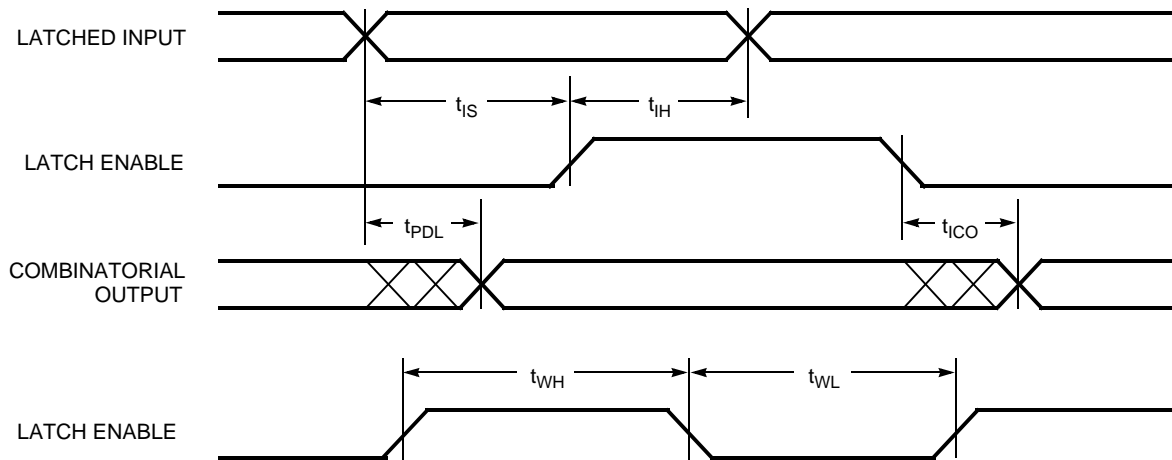 LATCHED INPUT
t_IS
t_IH
LATCH ENABLE
t_PDL
t_ICO
COMBINATORIAL
OUTPUT
t_WH
t_WL
LATCH ENABLE